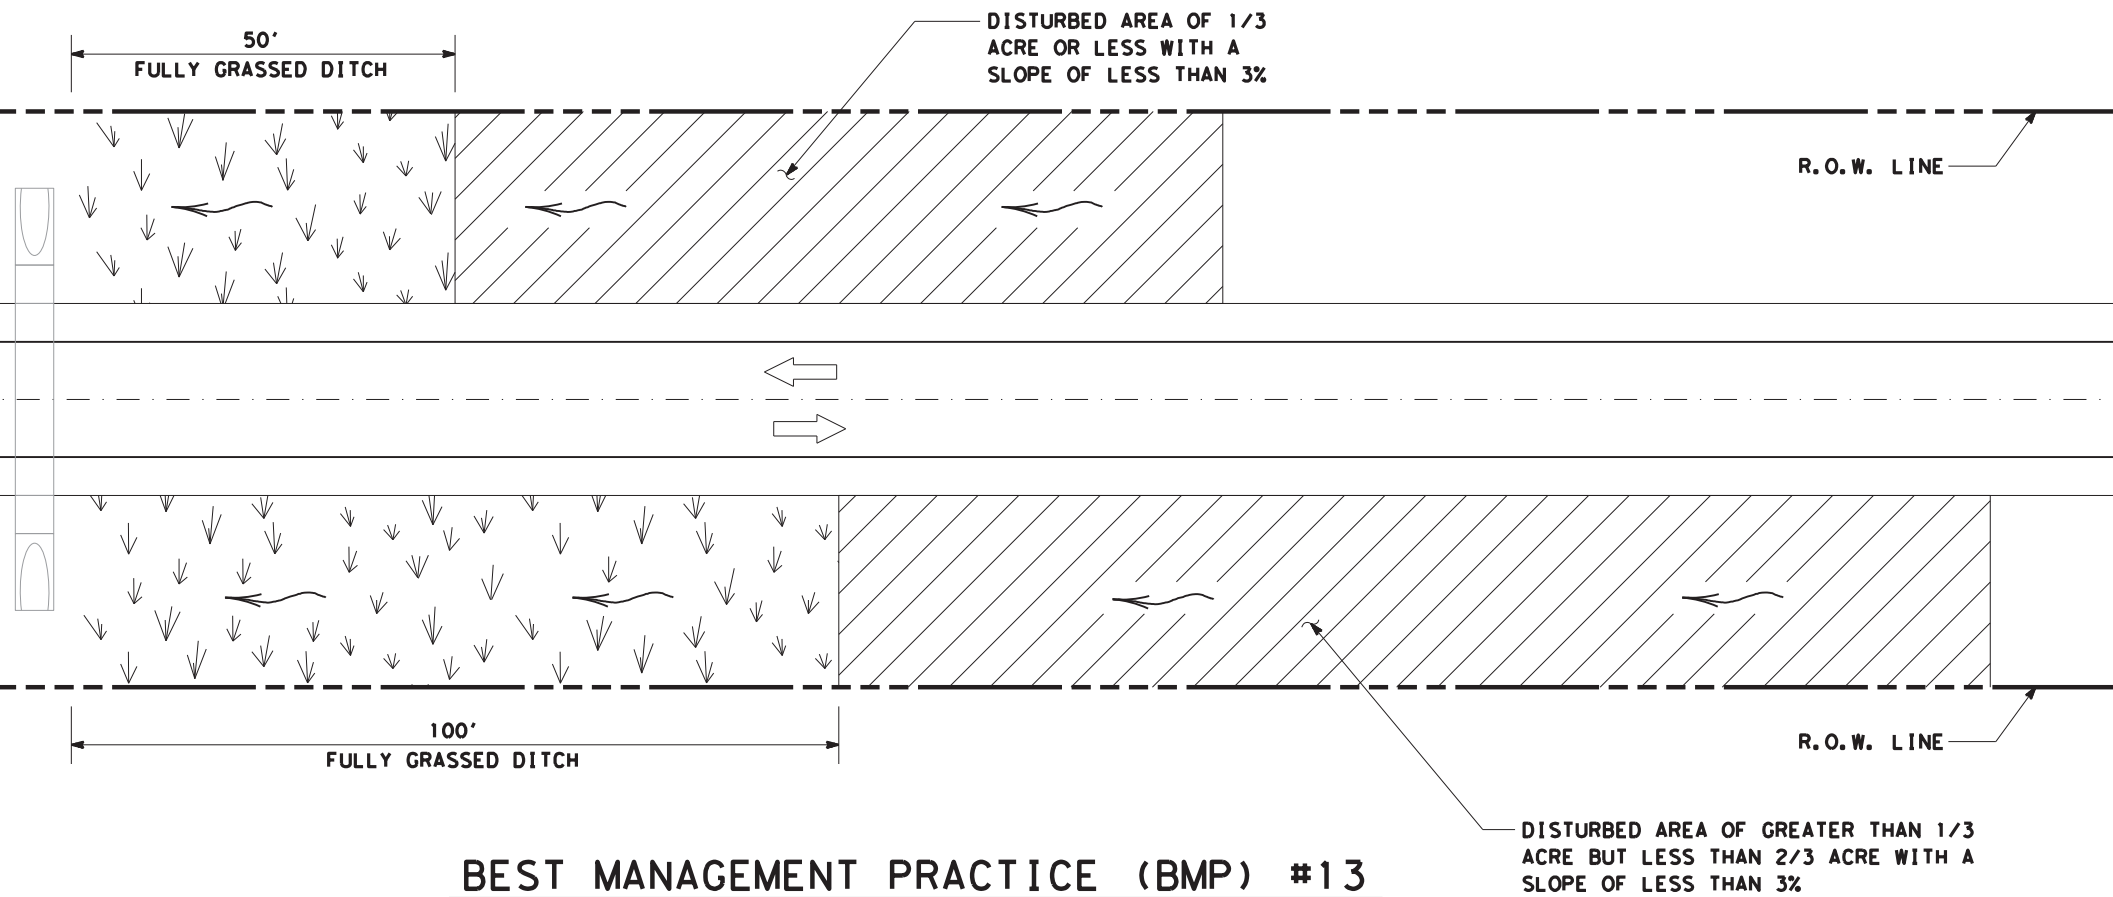 50'
FULLY GRASSED DITCH
DISTURBED AREA OF 1/3
ACRE OR LESS WITH A
SLOPE OF LESS THAN 3%
R.O.W. LINE
100'
FULLY GRASSED DITCH
R.O.W. LINE
DISTURBED AREA OF GREATER THAN 1/3
ACRE BUT LESS THAN 2/3 ACRE WITH A
SLOPE OF LESS THAN 3%
BEST MANAGEMENT PRACTICE (BMP) #13